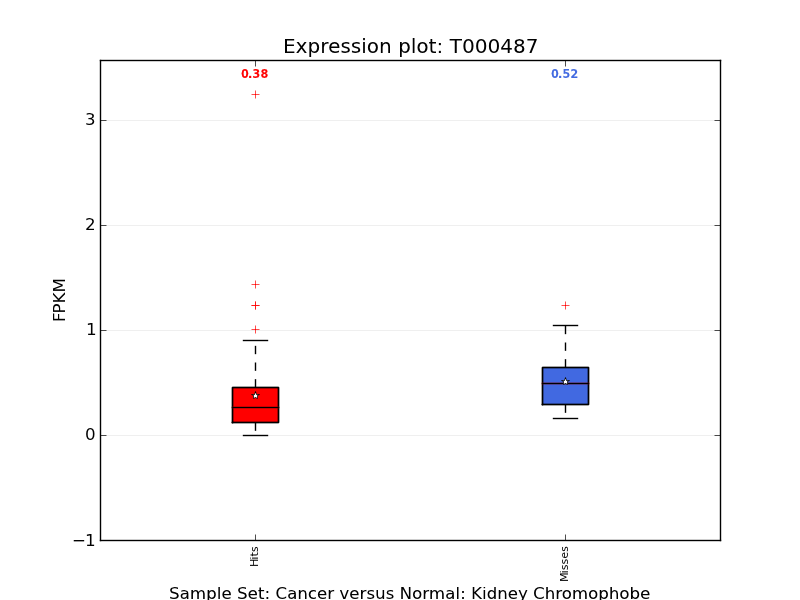 Expression plot: T000487
0.38
0.52
3
2
1
0
−1
FPKM
Hits
Misses
Sample Set: Cancer versus Normal: Kidney Chromophobe